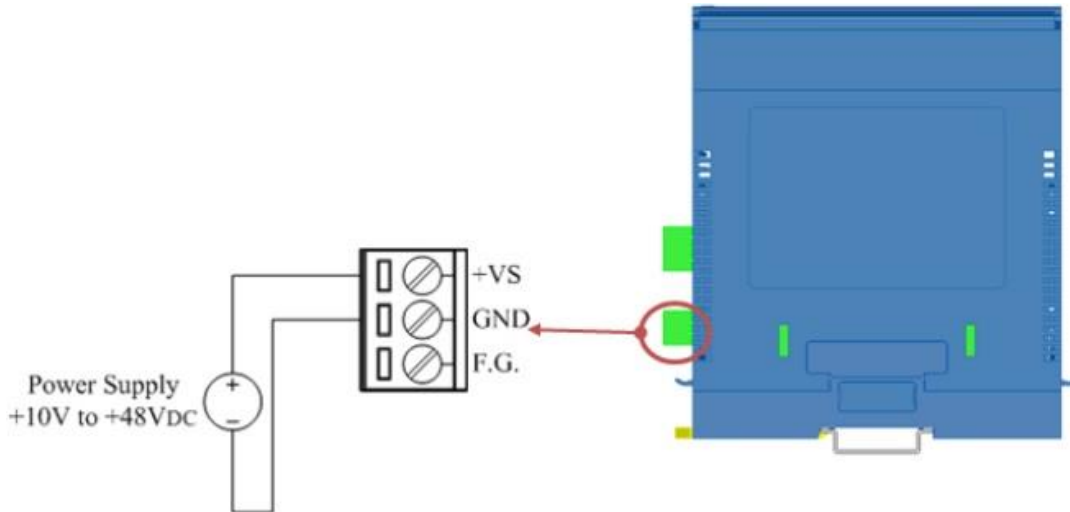 +VS
GND
F.G.
Power Supply
+10V to +48VDC